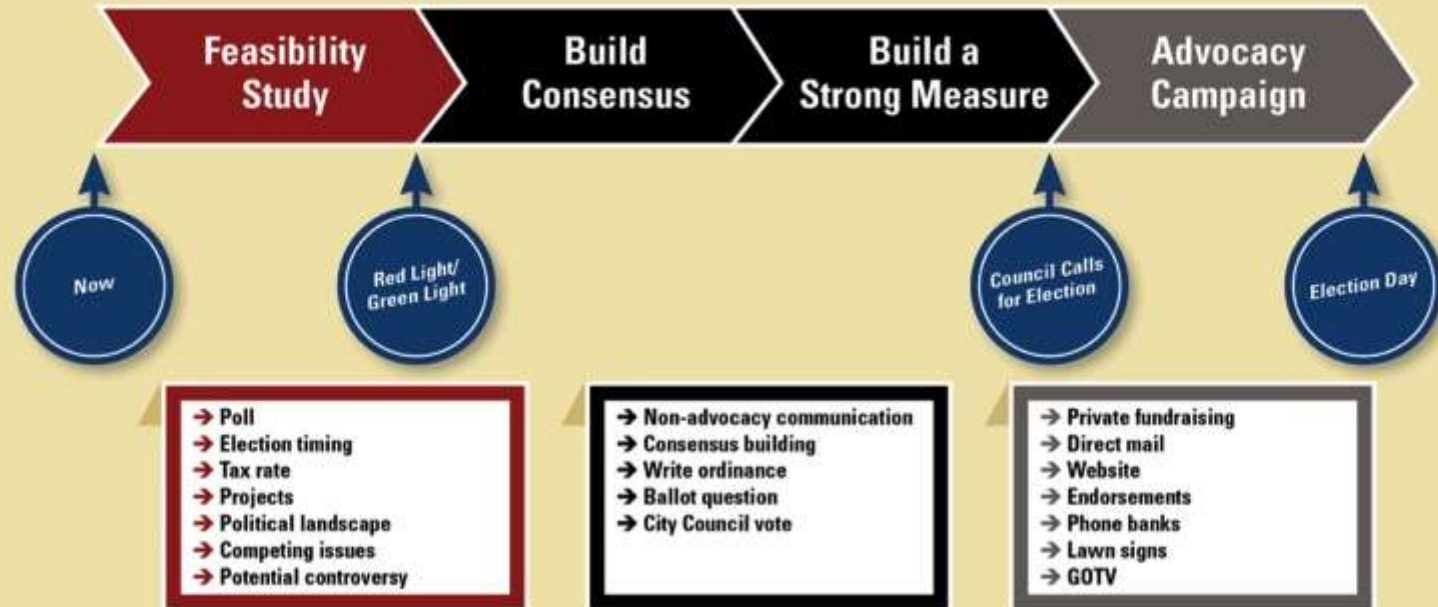 Feasibility
Study
Build
Consensus
Build a
Strong Measure
Advocacy
Campaign
Now
Red Light/
Green Light
Council Calls
for Election
Election Day
→ Poll
→ Election timing
→ Tax rate
→ Projects
→ Political landscape
→ Competing issues
→ Potential controversy
→ Non-advocacy communication
→ Consensus building
→ Write ordinance
→ Ballot question
→ City Council vote
→ Private fundraising
→ Direct mail
→ Website
→ Endorsements
→ Phone banks
→ Lawn signs
→ GOTV